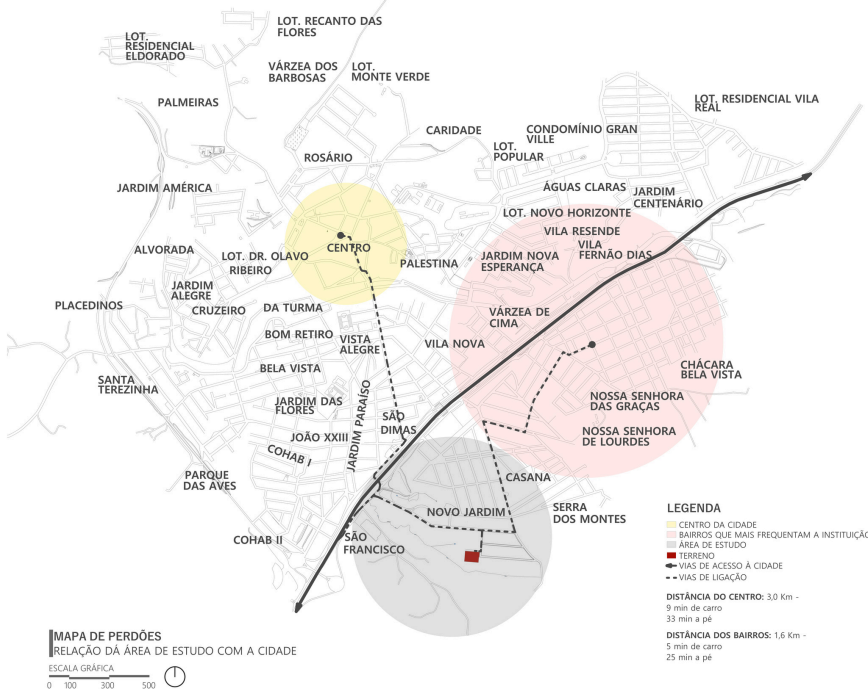 LOT. RECANTO DAS
FLORES
LOT.
RESIDENCIAL
ELDORADO
VÁRZEA DOS
BARBOSAS
LOT.
MONTE VERDE
PALMEIRAS
LOT. RESIDENCIAL VILA
REAL
CARIDADE
CONDOMÍNIO GRAN
VILLE
LOT.
POPULAR
ROSÁRIO
JARDIM AMÉRICA
ÁGUAS CLARAS
JARDIM
CENTENÁRIO
LOT. NOVO HORIZONTE
VILA RESENDE
VILA
FERNÃO DIAS
ALVORADA
LOT. DR. OLAVO
RIBEIRO
CENTRO
PALESTINA
JARDIM NOVA
ESPERANÇA
JARDIM
ALEGRE
PLACEDINOS
CRUZEIRO
DA TURMA
VÁRZEA DE
CIMA
BOM RETIRO
VISTA
ALEGRE
VILA NOVA
BELA VISTA
CHÁCARA
BELA VISTA
SANTA
TEREZINHA
JARDIM DAS
FLORES
JARDIM PARAÍSO
NOSSA SENHORA
DAS GRAÇAS
SÃO
DIMAS
JOÃO XXIII
NOSSA SENHORA
DE LOURDES
COHAB I
PARQUE
DAS AVES
CASANA
NOVO JARDIM
SERRA
DOS MONTES
COHAB II
SÃO
FRANCISCO
LEGENDA
CENTRO DA CIDADE
BAIRROS QUE MAIS FREQUENTAM A INSTITUIÇÃO
ÁREA DE ESTUDO
TERRENO
VIAS DE ACESSO À CIDADE
VIAS DE LIGAÇÃO
DISTÂNCIA DO CENTRO: 3,0 Km -
9 min de carro
33 min a pé
DISTÂNCIA DOS BAIRROS: 1,6 Km -
5 min de carro
25 min a pé
MAPA DE PERDÕES
RELAÇÃO DÁ ÁREA DE ESTUDO COM A CIDADE
ESCALA GRÁFICA
0 100 300 500